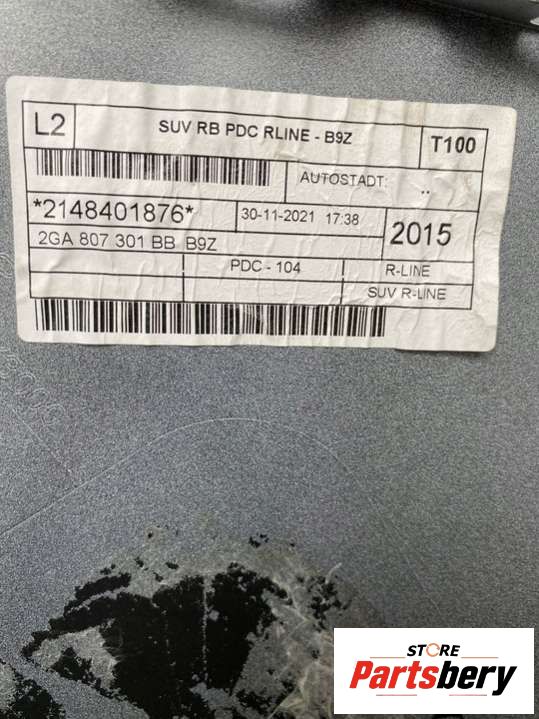 L2
SUV RB PDC RLINE - B9Z
T100
AUTOSTADT: ..
*2148401876*
30-11-2021 17:38
2015
2GA 807 301 BB B9Z
PDC - 104
R-LINE
SUV R-LINE
STORE
Partsbery